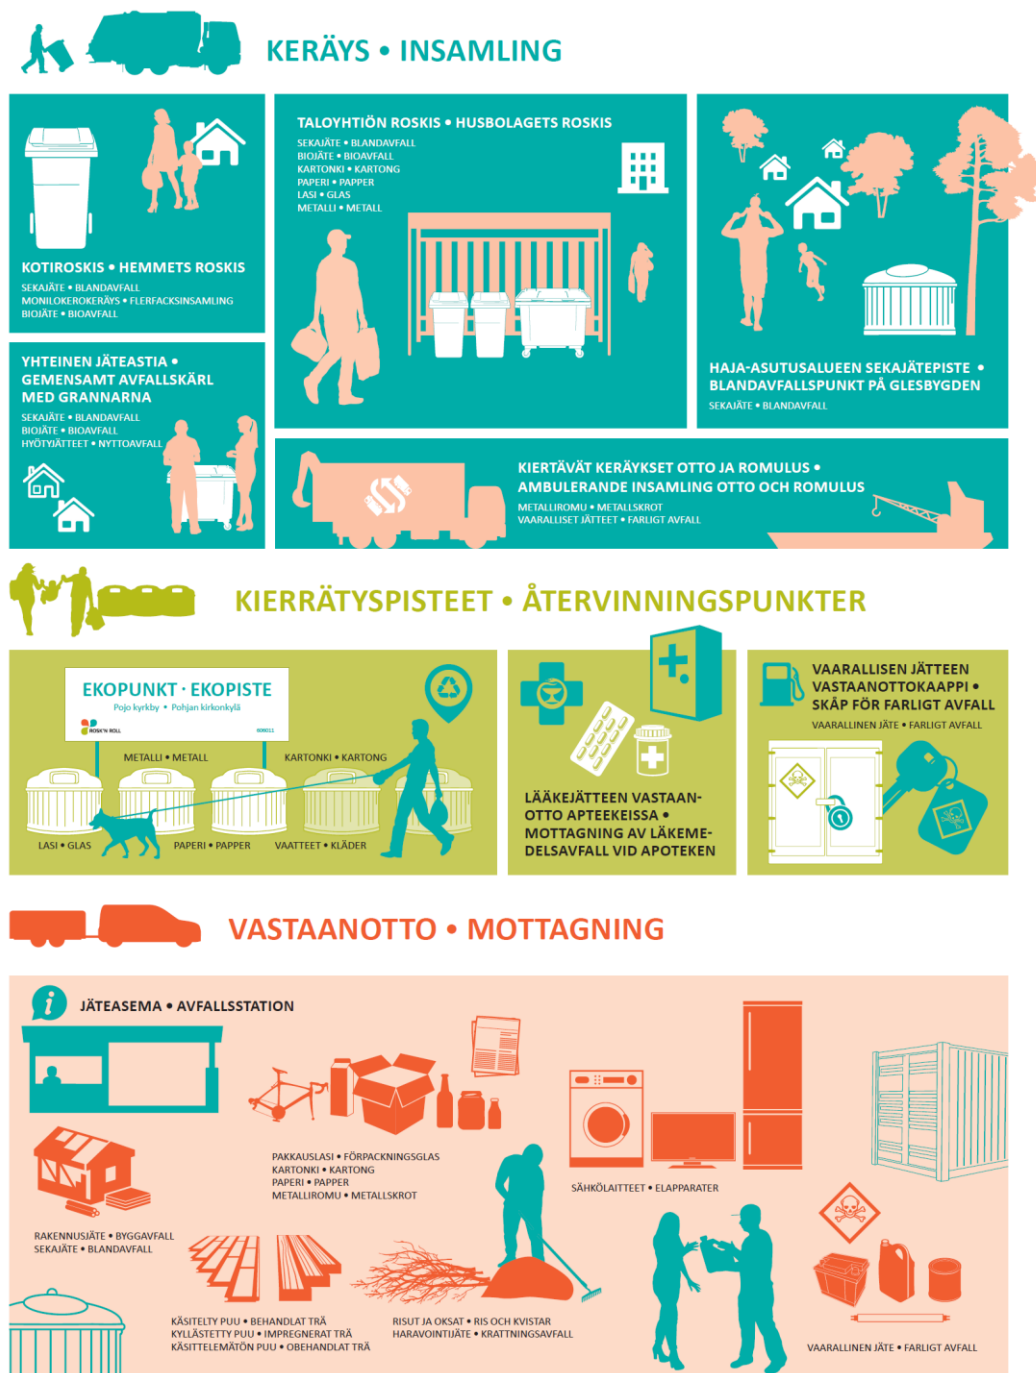 KERÄYS • INSAMLING
KOTIROSKIS • HEMMETS ROSKIS
SEKAJÄTE • BLANDAVFALL
MONILOKEROKERÄYS • FLERFACKSINSAMLING
BIOJÄTE • BIOAVFALL
YHTEINEN JÄTEASTIA •
GEMENSAMT AVFALLSKÄRL
MED GRANNARNA
SEKAJÄTE • BLANDAVFALL
BIOJÄTE • BIOAVFALL
HYÖTYJÄTTEET • NYTTOAVFALL
TALOYHTIÖN ROSKIS • HUSBOLAGETS ROSKIS
SEKAJÄTE • BLANDAVFALL
BIOJÄTE • BIOAVFALL
KARTONKI • KARTONG
PAPERI • PAPPER
LASI • GLAS
METALLI • METALL
HAJA-ASUTUSALUEEN SEKAJÄTEPISTE •
BLANDAVFALLSPUNKT PÅ GLESBYGDEN
SEKAJÄTE • BLANDAVFALL
KIERTÄVÄT KERÄYKSET OTTO JA ROMULUS •
AMBULERANDE INSAMLING OTTO OCH ROMULUS
METALLIROMU • METALLSKROT
VAARALLISET JÄTTEET • FARLIGT AVFALL
KIERRÄTYSPISTEET • ÅTERVINNINGSPUNKTER
EKOPUNKT · EKOPISTE
Pojo kyrkby • Pohjan kirkonkylä
ROSK'N ROLL
METALLI • METALL
KARTONKI • KARTONG
LASI • GLAS
PAPERI • PAPPER
VAATTEET • KLÄDER
LÄÄKEJÄTTEEN VASTAAN-
OTTO APTEEKEISSA •
MOTTAGNING AV LÄKEME-
DELSAVFALL VID APOTEKEN
VAARALLISEN JÄTTEEN
VASTAANOTTOKAAPPI •
SKÅP FÖR FARLIGT AVFALL
VAARALLINEN JÄTE • FARLIGT AVFALL
VASTAANOTTO • MOTTAGNING
i JÄTEASEMA • AVFALLSSTATION
PAKKAUSLASI • FÖRPACKNINGSGLAS
KARTONKI • KARTONG
PAPERI • PAPPER
METALLIROMU • METALLSKROT
SÄHKÖLAITTEET • ELAPPARATER
RAKENNUSJÄTE • BYGGAVFALL
SEKAJÄTE • BLANDAVFALL
KÄSITELTY PUU • BEHANDLAT TRÄ
KYLLÄSTETTY PUU • IMPREGNERAT TRÄ
KÄSITTELEMÄTÖN PUU • OBEHANDLAT TRÄ
RISUT JA OKSAT • RIS OCH KVISTAR
HARAVOINTIJÄTE • KRATTNINGSAVFALL
VAARALLINEN JÄTE • FARLIGT AVFALL